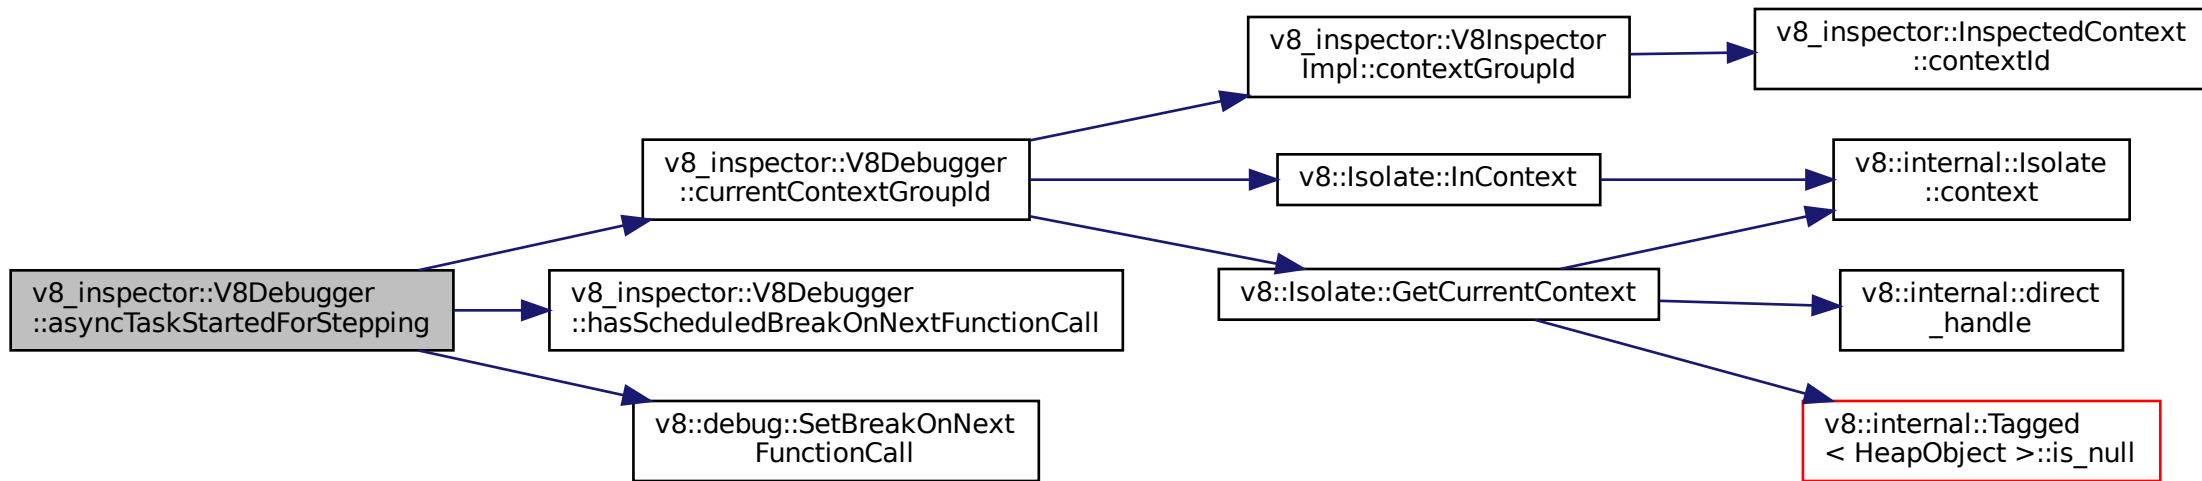 v8_inspector::V8Debugger
::asyncTaskStartedForStepping
v8_inspector::V8Debugger
::currentContextGroupId
v8_inspector::V8Debugger
::hasScheduledBreakOnNextFunctionCall
v8::debug::SetBreakOnNext
FunctionCall
v8_inspector::V8Inspector
Impl::contextGroupId
v8::Isolate::InContext
v8::Isolate::GetCurrentContext
v8_inspector::InspectedContext
::contextId
v8::internal::Isolate
::context
v8::internal::direct
_handle
v8::internal::Tagged
< HeapObject >::is_null